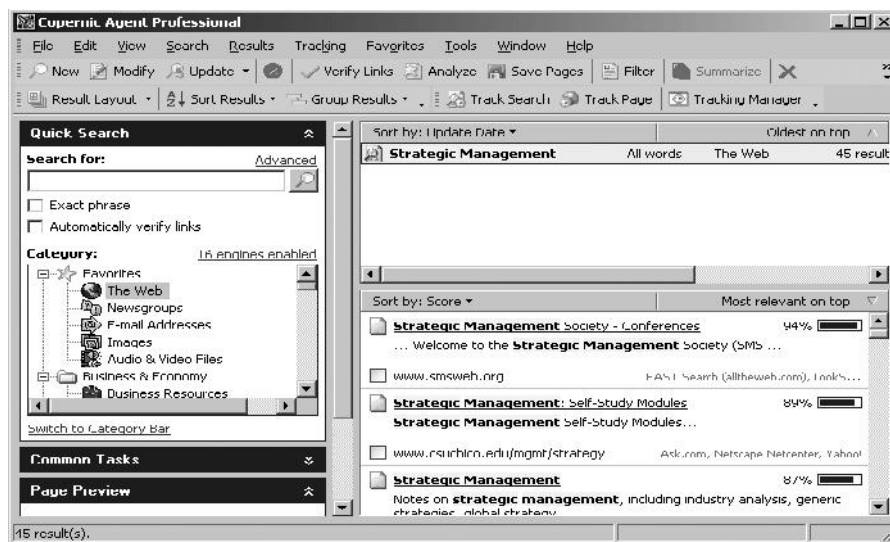 Copernic Agent Professional
File Edit View Search Results Tracking Favorites Tools Window Help
New Modify Update Verify Links Analyze Save Pages Filter Summarize
Result Layout Sort Results Group Results Track Search Track Page Tracking Manager
Quick Search
Search for: Advanced
Exact phrase
Automatically verify links
Category: 16 engines enabled
Favorites
The Web
Newsgroups
E-mail Addresses
Images
Audio & Video Files
Business & Economy
Business Resources
Switch to Category Bar
Common Tasks
Page Preview
Sort by: Update Date Oldest on top
Strategic Management All words The Web 45 result
Sort by: Score Most relevant on top
Strategic Management Society - Conferences 94%
... Welcome to the Strategic Management Society (SMS ...
www.smsweb.org FAST Search (alltheweb.com), LookS...
Strategic Management: Self-Study Modules 89%
Strategic Management Self-Study Modules...
www.csuchico.edu/mgmt/strategy Ask.com, Netscape Netcenter, Yahoo!
Strategic Management 87%
Notes on strategic management, including industry analysis, generic
strategies, global strategy
45 result(s).